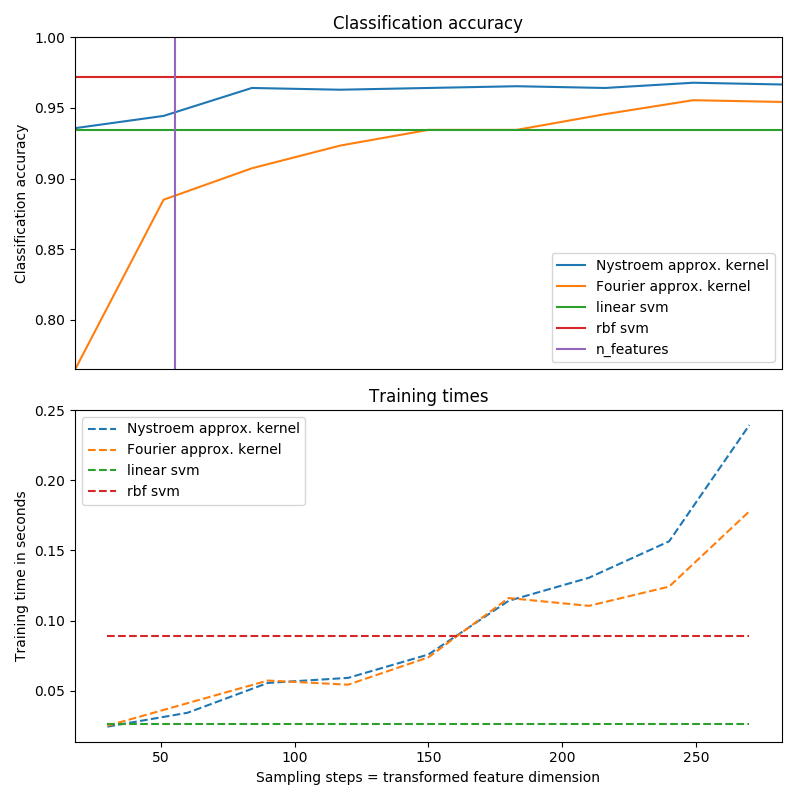 Classification accuracy
1.00
0.95
0.90
0.85
0.80
Classification accuracy
Nystroem approx. kernel
Fourier approx. kernel
linear svm
rbf svm
n_features
Training times
0.25
0.20
0.15
0.10
0.05
Training time in seconds
Nystroem approx. kernel
Fourier approx. kernel
linear svm
rbf svm
50 100 150 200 250
Sampling steps = transformed feature dimension